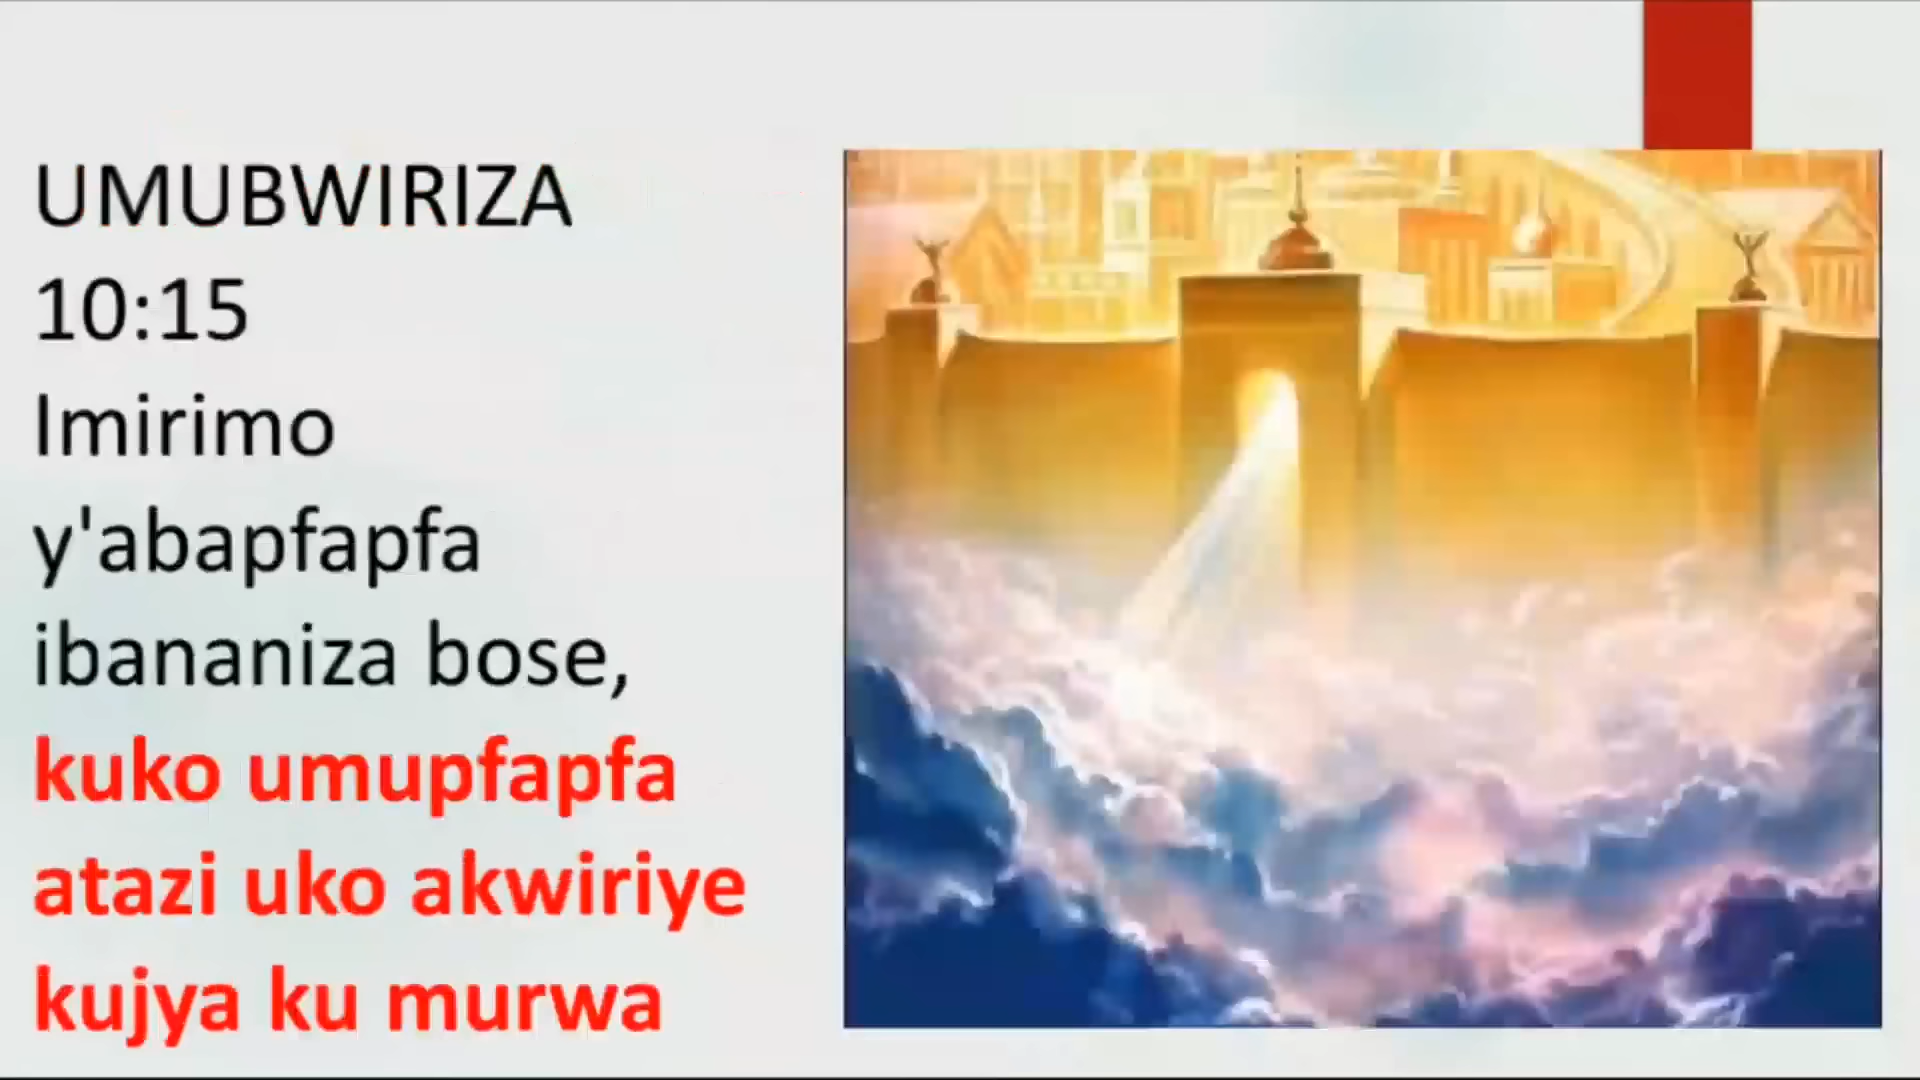 UMUBWIRIZA
10:15
Imirimo
y'abapfapfa
ibananiza bose,
kuko umupfapfa
atazi uko akwiriye
kujya ku murwa